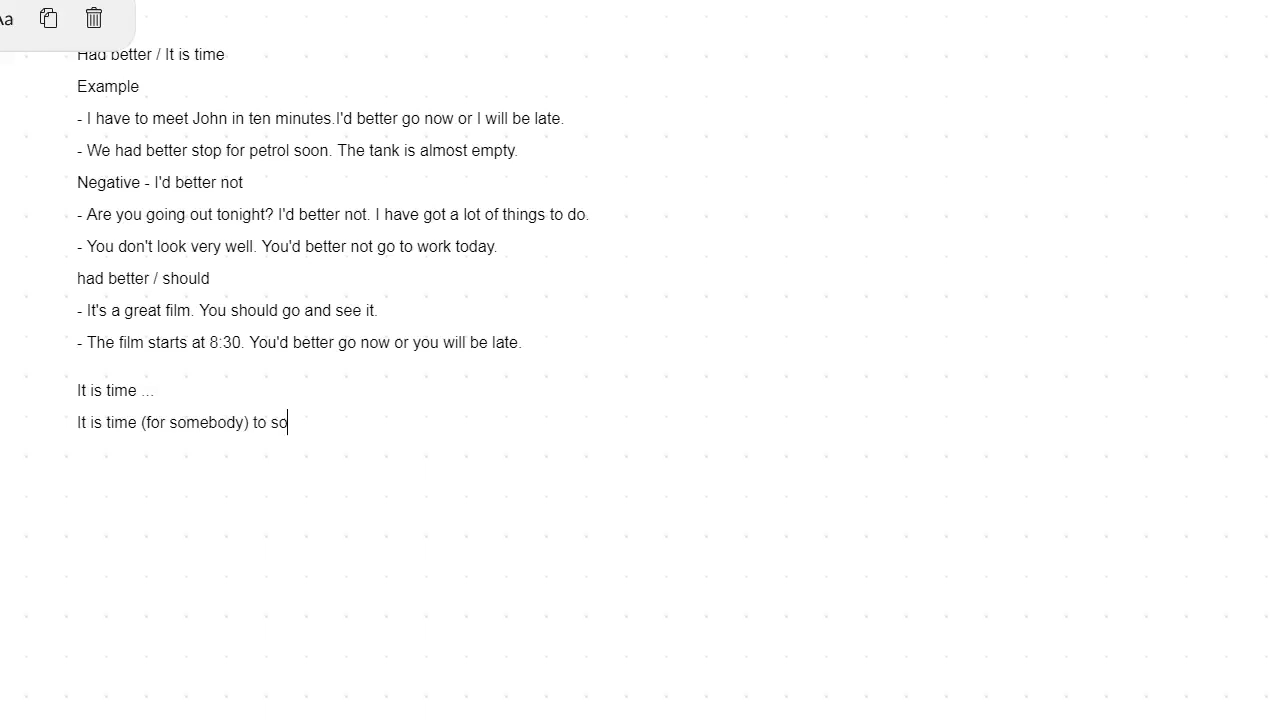 Aa
Had better / It is time
Example
- I have to meet John in ten minutes.I'd better go now or I will be late.
- We had better stop for petrol soon. The tank is almost empty.
Negative - I'd better not
- Are you going out tonight? I'd better not. I have got a lot of things to do.
- You don't look very well. You'd better not go to work today.
had better / should
- It's a great film. You should go and see it.
- The film starts at 8:30. You'd better go now or you will be late.
It is time ...
It is time (for somebody) to so